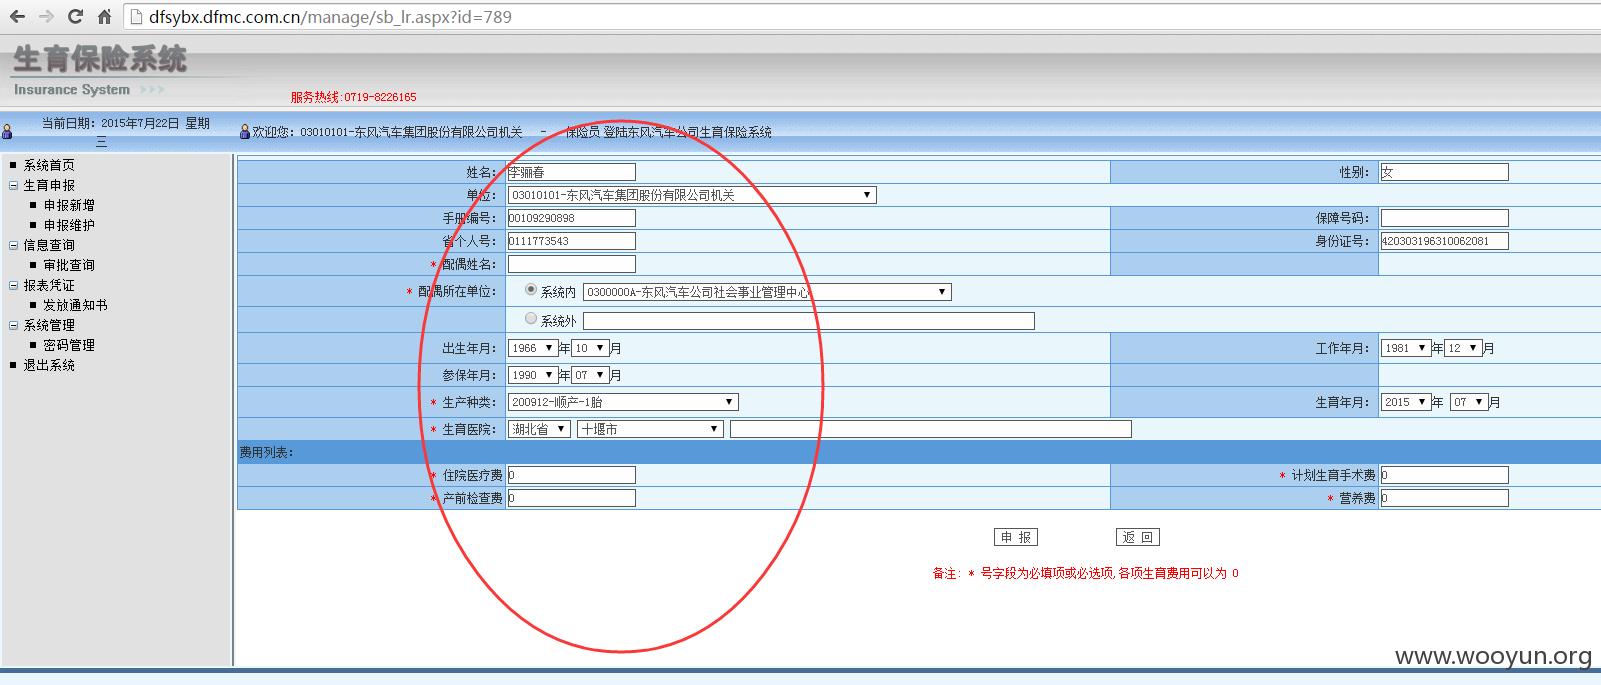 dfsybx.dfmc.com.cn/manage/sb_lr.aspx?id=789
生育保险系统
Insurance System
服务热线:0719-8226165
当前日期: 2015年7月22日 星期三
欢迎您: 03010101-东风汽车集团股份有限公司机关 - 保险员 登陆东风汽车公司生育保险系统
系统首页
生育申报
申报新增
申报维护
信息查询
审批查询
报表凭证
发放通知书
系统管理
密码管理
退出系统
姓名: 李骊春 性别: 女
单位: 03010101-东风汽车集团股份有限公司机关
手册编号: 00109290898 保障号码:
省个人号: 0111773543 身份证号: 420303196310062081
* 配偶姓名:
* 配偶所在单位: 系统内 0300000A-东风汽车公司社会事业管理中心
系统外
出生年月: 1966 年 10 月 工作年月: 1981 年 12 月
参保年月: 1990 年 07 月
* 生产种类: 200912-顺产-1胎 生育年月: 2015 年 07 月
* 生育医院: 湖北省 十堰市
费用列表:
* 住院医疗费 0 * 计划生育手术费 0
* 产前检查费 0 * 营养费 0
申 报 返 回
备注: * 号字段为必填项或必选项,各项生育费用可以为 0
www.wooyun.org